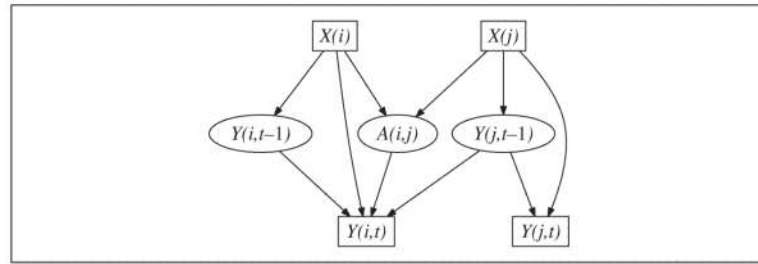 X(i) X(j)
Y(i,t–1) A(i,j) Y(j,t–1)
Y(i,t) Y(j,t)